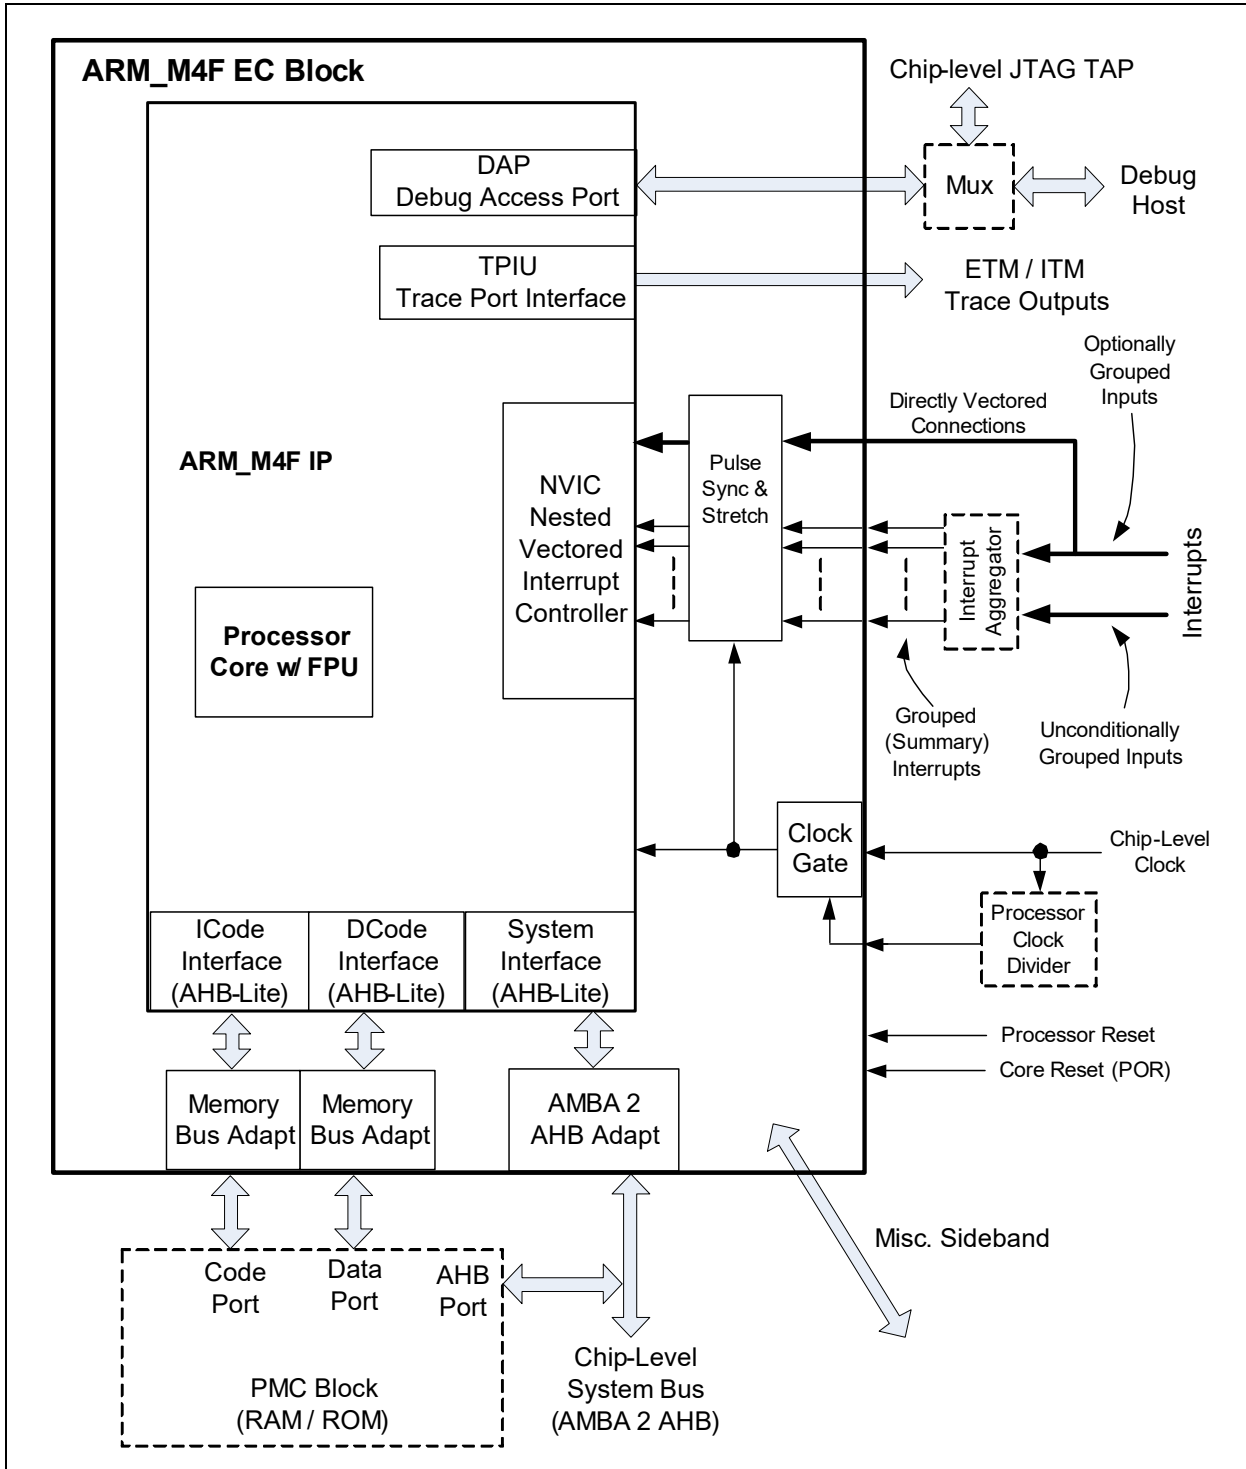 ARM_M4F EC Block
Chip-level JTAG TAP
DAP
Debug Access Port
Mux
Debug
Host
TPIU
Trace Port Interface
ETM / ITM
Trace Outputs
Optionally
Grouped
Inputs
Directly Vectored
Connections
ARM_M4F IP
NVIC
Nested
Vectored
Interrupt
Controller
Pulse
Sync &
Stretch
Interrupt
Aggregator
Interrupts
Processor
Core w/ FPU
Grouped
(Summary)
Interrupts
Unconditionally
Grouped Inputs
Clock
Gate
Chip-Level
Clock
Processor
Clock
Divider
ICode
Interface
(AHB-Lite)
DCode
Interface
(AHB-Lite)
System
Interface
(AHB-Lite)
Processor Reset
Core Reset (POR)
Memory
Bus Adapt
Memory
Bus Adapt
AMBA 2
AHB Adapt
Misc. Sideband
Code
Port
Data
Port
AHB
Port
PMC Block
(RAM / ROM)
Chip-Level
System Bus
(AMBA 2 AHB)